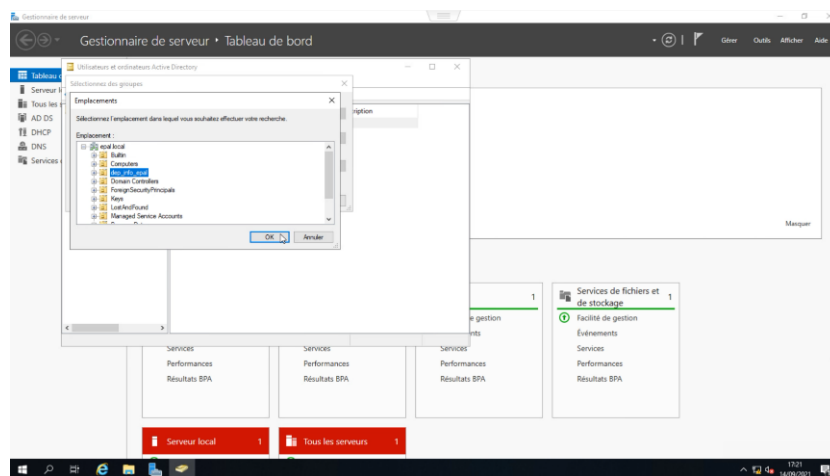 Gestionnaire de serveur
Gestionnaire de serveur • Tableau de bord
Gérer Outils Afficher Aide
Utilisateurs et ordinateurs Active Directory
Sélectionnez des groupes
Emplacements
Sélectionnez l'emplacement dans lequel vous souhaitez effectuer votre recherche.
Emplacement :
epal.local
Builtin
Computers
dep_info_epal
Domain Controllers
ForeignSecurityPrincipals
Keys
LostAndFound
Managed Service Accounts
OK Annuler
ription
Tableau
Serveur l
Tous les
AD DS
DHCP
DNS
Services
Masquer
1
e gestion
nts
Services de fichiers et de stockage 1
Facilité de gestion
Événements
Services Services Services Services
Performances Performances Performances Performances
Résultats BPA Résultats BPA Résultats BPA Résultats BPA
Serveur local 1
Tous les serveurs 1
17:21
14/09/2021